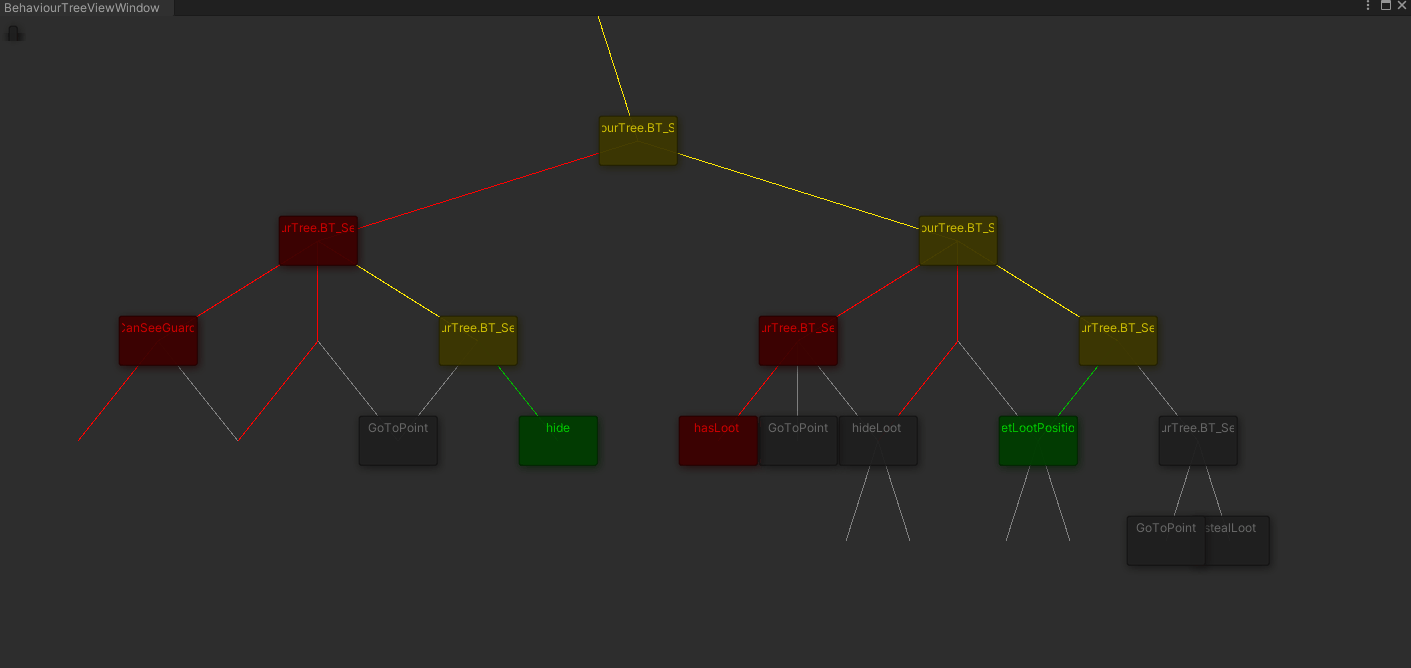 BehaviourTreeViewWindow
ourTree.BT_S
urTree.BT_Se
ourTree.BT_S
CanSeeGuard
urTree.BT_Se
urTree.BT_Se
urTree.BT_Se
GoToPoint
hide
hasLoot
GoToPoint
hideLoot
etLootPositio
urTree.BT_Se
GoToPoint
stealLoot